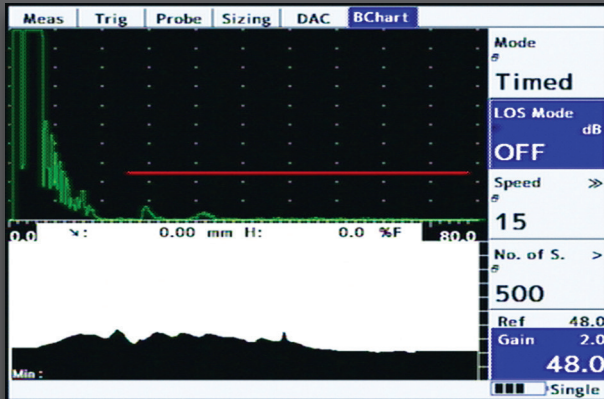 Meas Trig Probe Sizing DAC BChart
Mode
Timed
LOS Mode
dB
OFF
Speed >>
15
No. of S. >
500
Ref 48.0
Gain 2.0
48.0
Single
0.0 ↘: 0.00 mm H: 0.0 %F 80.0
Min: